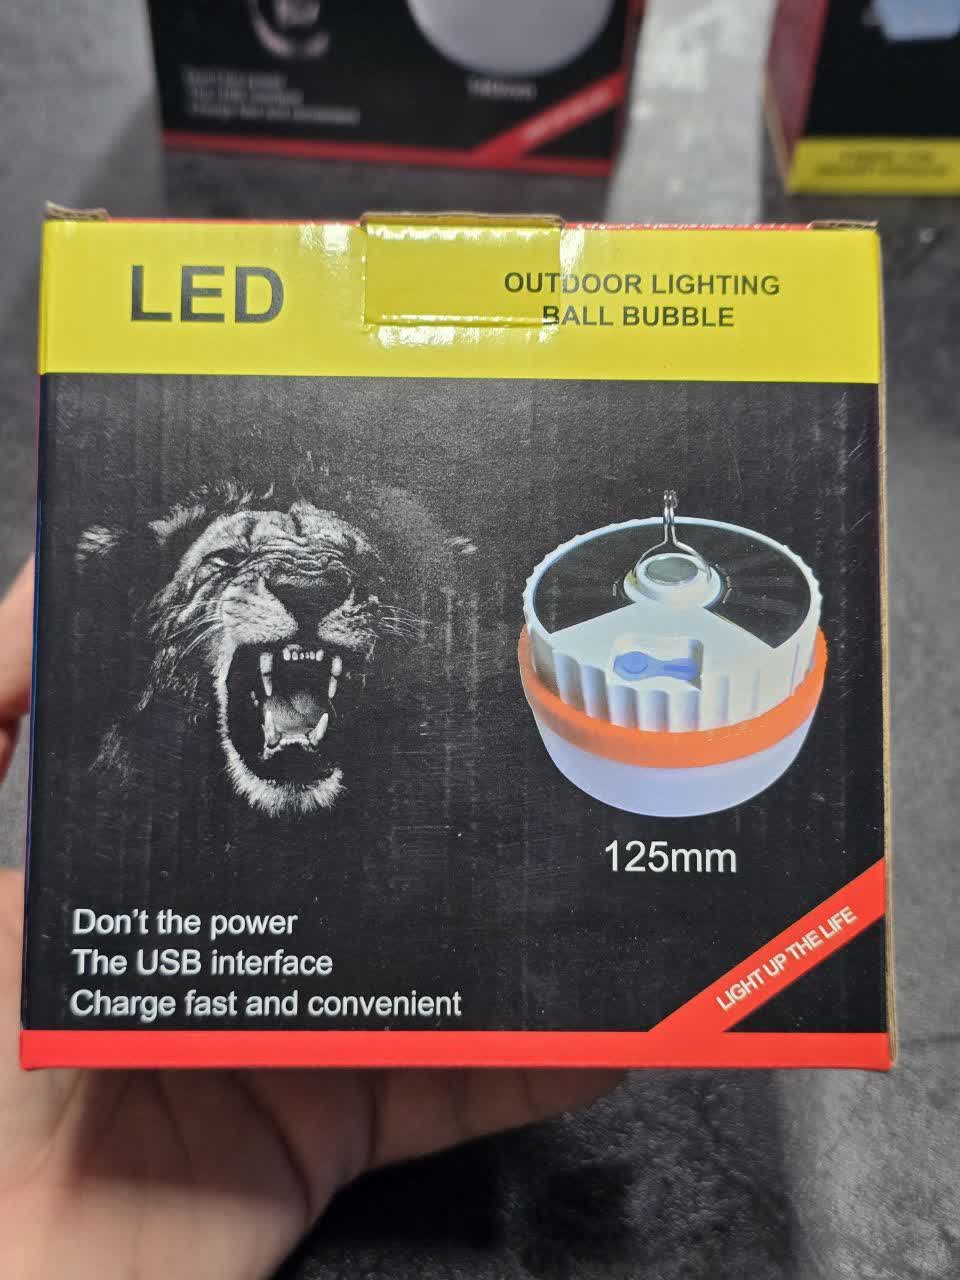 LED
OUTDOOR LIGHTING
BALL BUBBLE
125mm
Don't the power
The USB interface
Charge fast and convenient
LIGHT UP THE LIFE